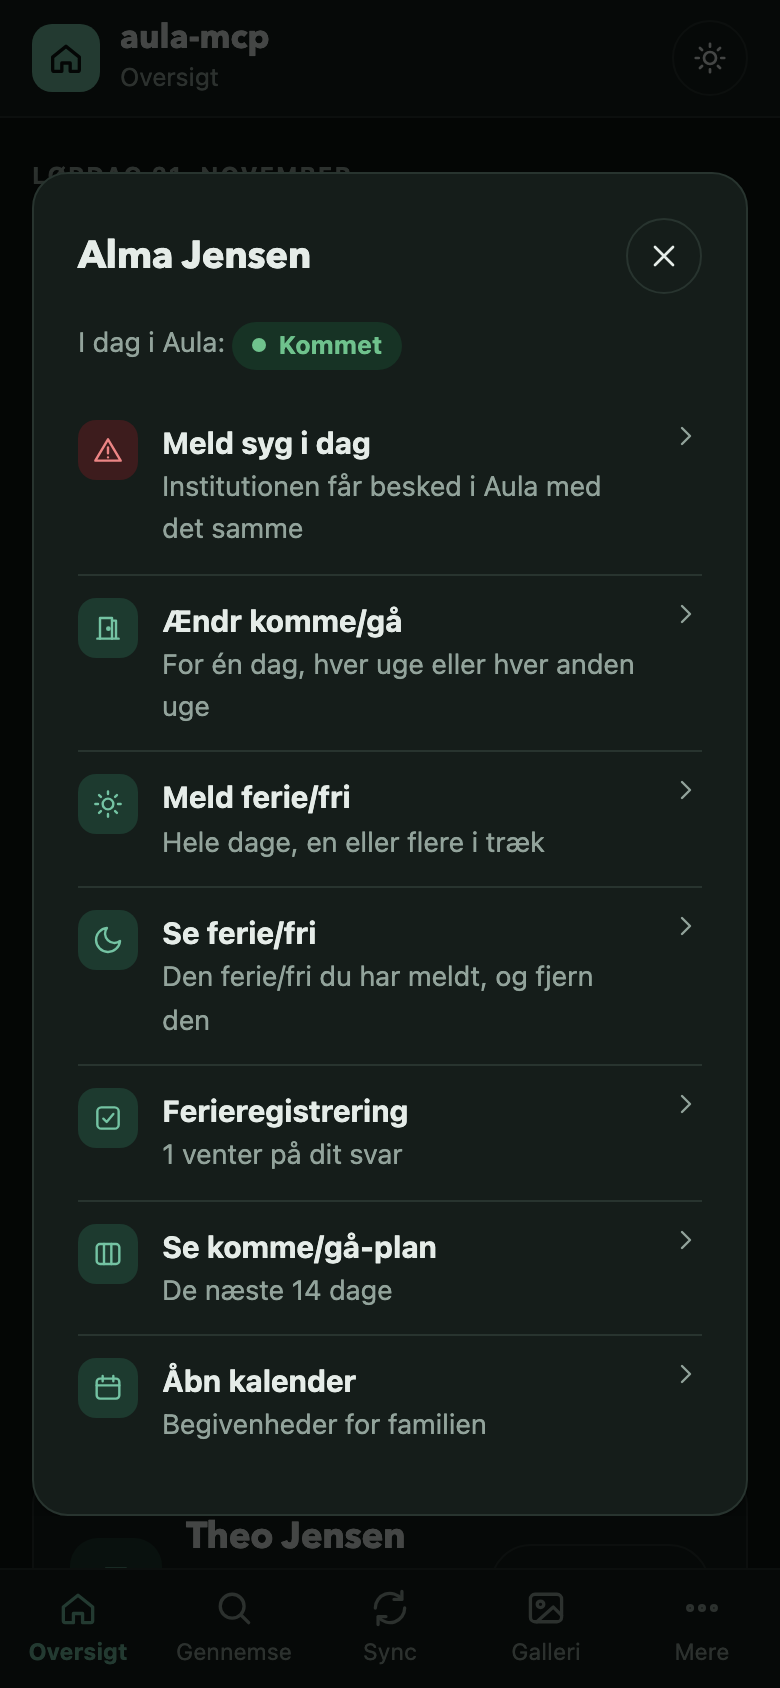 aula-mcp
Oversigt
LØRDAG 21. NOVEMBER
Alma Jensen
I dag i Aula: Kommet
Meld syg i dag
Institutionen får besked i Aula med
det samme
Ændr komme/gå
For én dag, hver uge eller hver anden
uge
Meld ferie/fri
Hele dage, en eller flere i træk
Se ferie/fri
Den ferie/fri du har meldt, og fjern
den
Ferieregistrering
1 venter på dit svar
Se komme/gå-plan
De næste 14 dage
Åbn kalender
Begivenheder for familien
Theo Jensen
Oversigt
Gennemse
Sync
Galleri
Mere